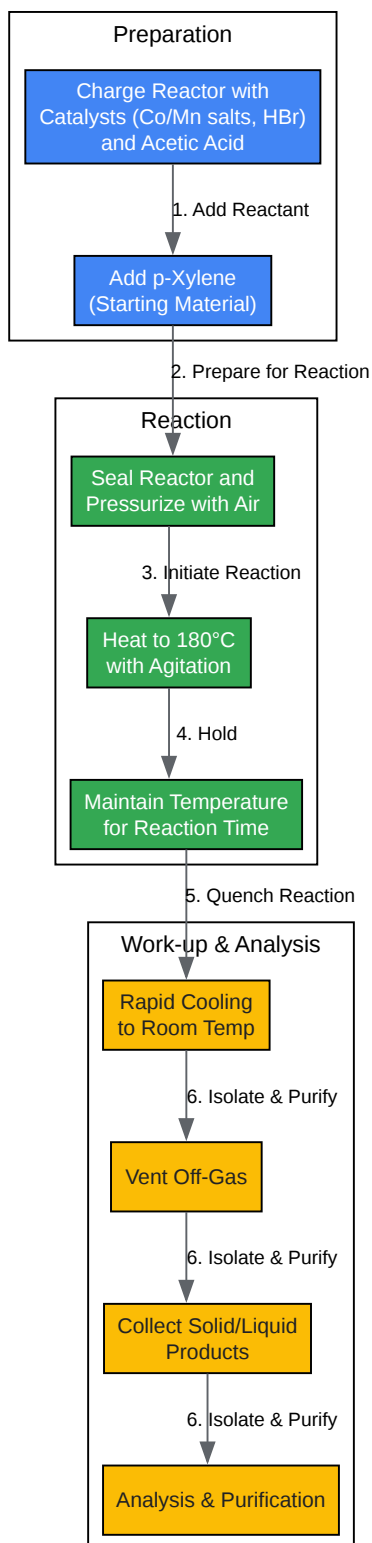 Preparation
Charge Reactor with
Catalysts (Co/Mn salts, HBr)
and Acetic Acid
1. Add Reactant
Add p-Xylene
(Starting Material)
2. Prepare for Reaction
Reaction
Seal Reactor and
Pressurize with Air
3. Initiate Reaction
Heat to 180°C
with Agitation
4. Hold
Maintain Temperature
for Reaction Time
5. Quench Reaction
Work-up & Analysis
Rapid Cooling
to Room Temp
6. Isolate & Purify
Vent Off-Gas
6. Isolate & Purify
Collect Solid/Liquid
Products
6. Isolate & Purify
Analysis & Purification